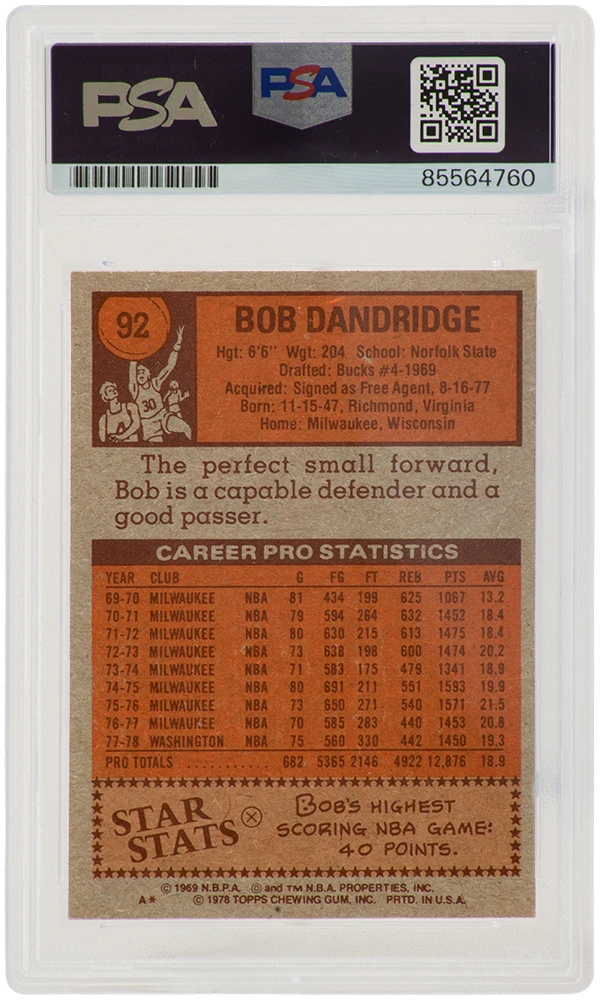 PSA
PSA
85564760
92
30
BOB DANDRIDGE
Hgt: 6'6" Wgt: 204 School: Norfolk State
Drafted: Bucks #4-1969
Acquired: Signed as Free Agent, 8-16-77
Born: 11-15-47, Richmond, Virginia
Home: Milwaukee, Wisconsin
The perfect small forward,
Bob is a capable defender and a
good passer.
CAREER PRO STATISTICS
YEAR CLUB G FG FT REB PTS AVG
69-70 MILWAUKEE NBA 81 434 199 625 1067 13.2
70-71 MILWAUKEE NBA 79 594 264 632 1452 18.4
71-72 MILWAUKEE NBA 80 630 215 613 1475 18.4
72-73 MILWAUKEE NBA 73 638 198 600 1474 20.2
73-74 MILWAUKEE NBA 71 583 175 479 1341 18.9
74-75 MILWAUKEE NBA 80 691 211 551 1593 19.9
75-76 MILWAUKEE NBA 73 650 271 540 1571 21.5
76-77 MILWAUKEE NBA 70 585 283 440 1453 20.8
77-78 WASHINGTON NBA 75 560 330 442 1450 19.3
PRO TOTALS ........... 682 5365 2146 4922 12,876 18.9
STAR
STATS
BOB'S HIGHEST
SCORING NBA GAME:
40 POINTS.
© 1969 N.B.P.A. © and TM N.B.A. PROPERTIES, INC.
A* © 1978 TOPPS CHEWING GUM, INC. PRTD. IN U.S.A.